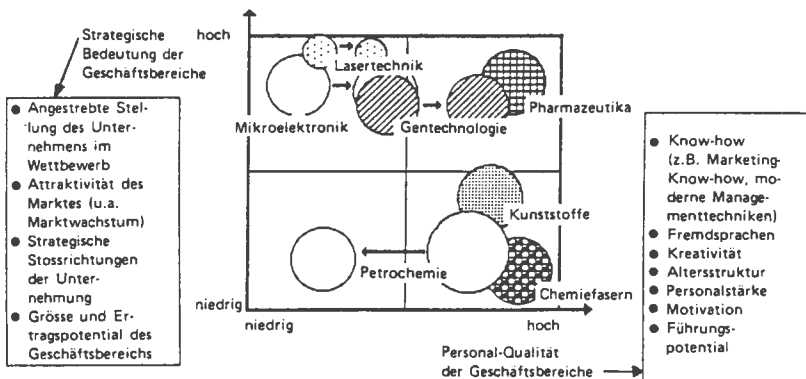 Strategische
Bedeutung der
Geschäftsbereiche
● Angestrebte Stel-
lung des Unter-
nehmens im
Wettbewerb
● Attraktivität des
Marktes (u.a.
Marktwachstum)
● Strategische
Stossrichtungen
der Unter-
nehmung
● Grösse und Er-
tragspotential des
Geschäftsbereichs
hoch
niedrig
Lasertechnik
Mikroelektronik
Gentechnologie
Pharmazeutika
Kunststoffe
Petrochemie
Chemiefasern
niedrig
hoch
Personal-Qualität
der Geschäftsbereiche
● Know-how
(z.B. Marketing-
Know-how, mo-
derne Manage-
menttechniken)
● Fremdsprachen
● Kreativität
● Altersstruktur
● Personalstärke
● Motivation
● Führungs-
potential